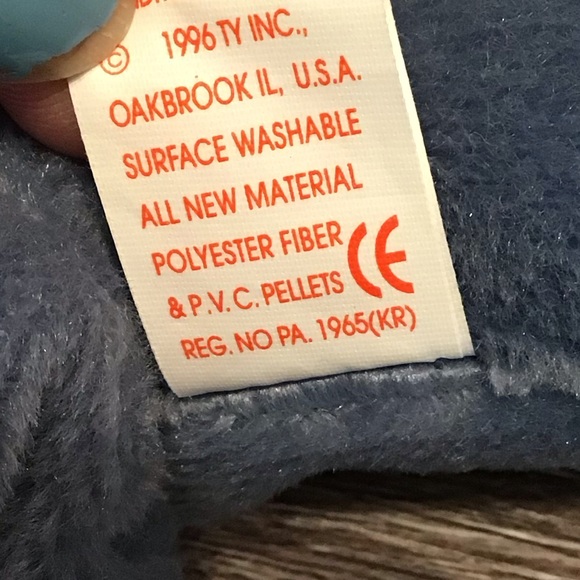 © 1996 TY INC.,
OAKBROOK IL, U.S.A.
SURFACE WASHABLE
ALL NEW MATERIAL
POLYESTER FIBER
& P.V.C. PELLETS CE
REG. NO PA. 1965(KR)